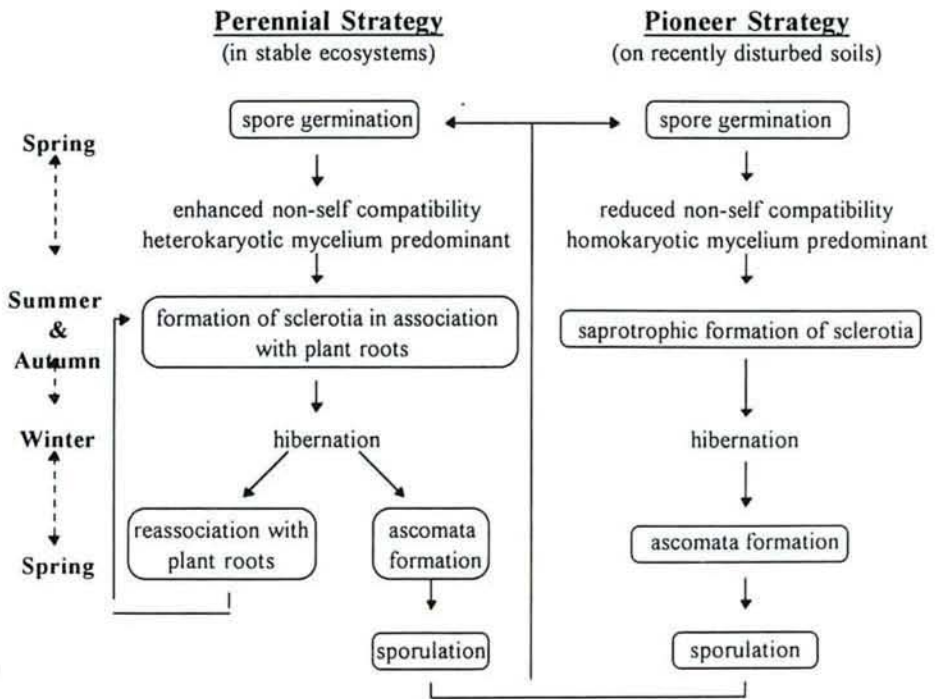 Perennial Strategy
(in stable ecosystems)
Pioneer Strategy
(on recently disturbed soils)
Spring
spore germination
spore germination
enhanced non-self compatibility
heterokaryotic mycelium predominant
reduced non-self compatibility
homokaryotic mycelium predominant
Summer
&
Autumn
formation of sclerotia in association
with plant roots
saprotrophic formation of sclerotia
Winter
hibernation
hibernation
Spring
reassociation with
plant roots
ascomata
formation
ascomata formation
sporulation
sporulation